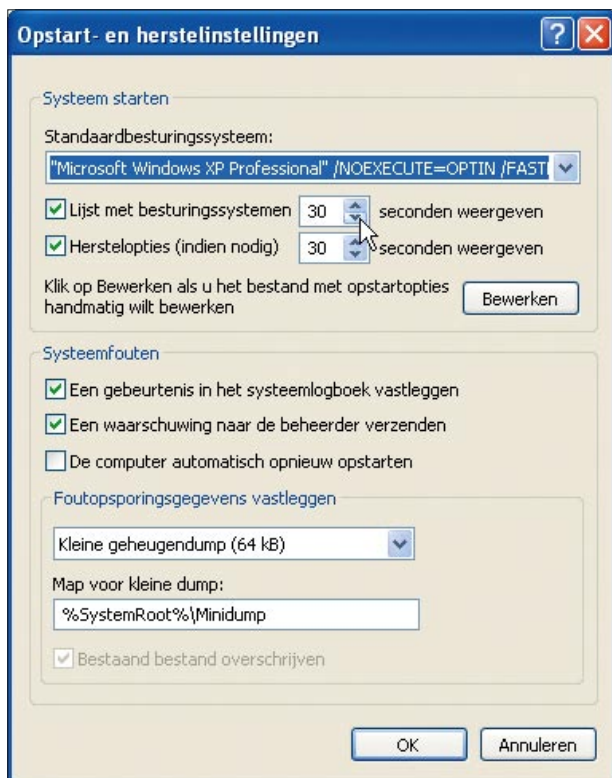 Opstart- en herstelinstellingen
Systeem starten
Standaardbesturingssysteem:
"Microsoft Windows XP Professional" /NOEXECUTE=OPTIN /FASTI
Lijst met besturingssystemen 30 seconden weergeven
Herstelopties (indien nodig) 30 seconden weergeven
Klik op Bewerken als u het bestand met opstartopties
handmatig wilt bewerken
Bewerken
Systeemfouten
Een gebeurtenis in het systeemlogboek vastleggen
Een waarschuwing naar de beheerder verzenden
De computer automatisch opnieuw opstarten
Foutopsporingsgegevens vastleggen
Kleine geheugendump (64 kB)
Map voor kleine dump:
%SystemRoot%\Minidump
Bestaand bestand overschrijven
OK
Annuleren